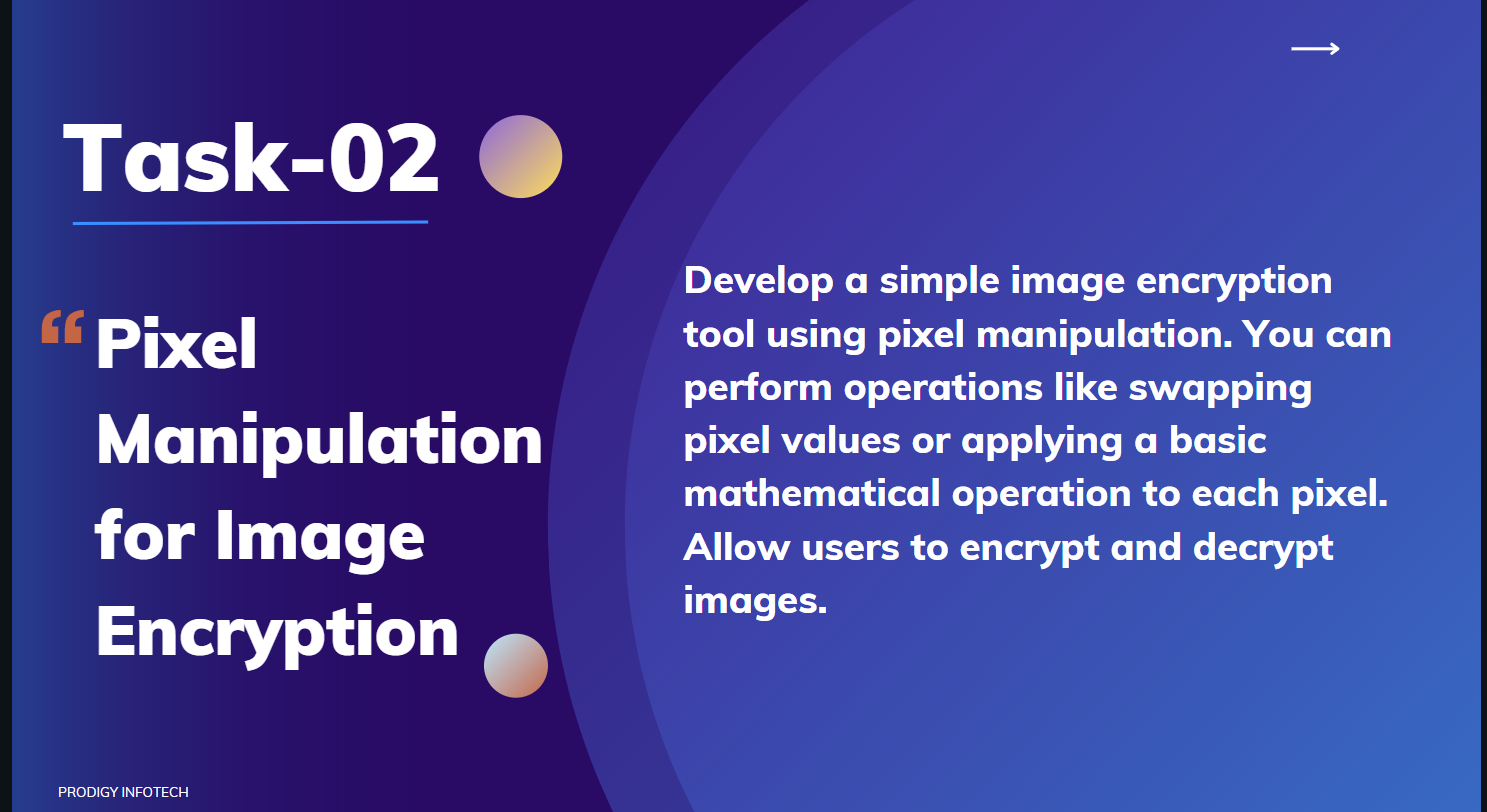 Task-02
“Pixel
Manipulation
for Image
Encryption
Develop a simple image encryption
tool using pixel manipulation. You can
perform operations like swapping
pixel values or applying a basic
mathematical operation to each pixel.
Allow users to encrypt and decrypt
images.
PRODIGY INFOTECH